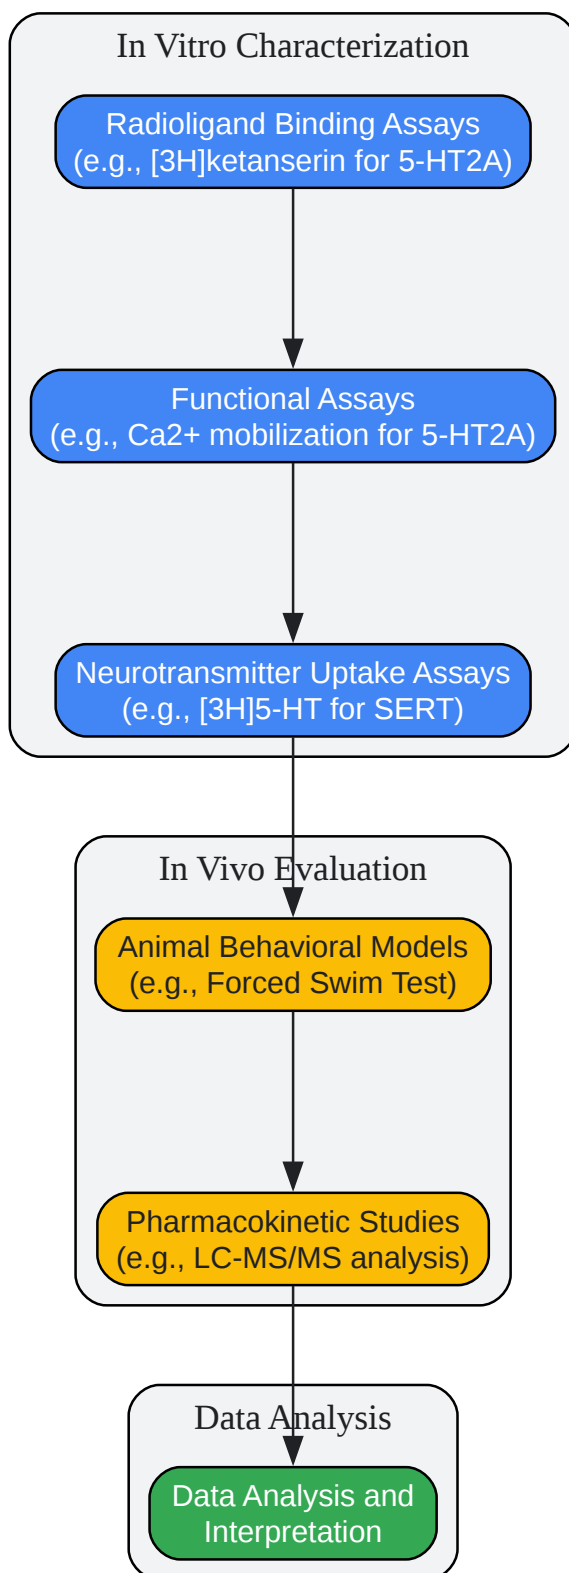 In Vitro Characterization
Radioligand Binding Assays
(e.g., [3H]ketanserin for 5-HT2A)
Functional Assays
(e.g., Ca2+ mobilization for 5-HT2A)
Neurotransmitter Uptake Assays
(e.g., [3H]5-HT for SERT)
In Vivo Evaluation
Animal Behavioral Models
(e.g., Forced Swim Test)
Pharmacokinetic Studies
(e.g., LC-MS/MS analysis)
Data Analysis
Data Analysis and
Interpretation